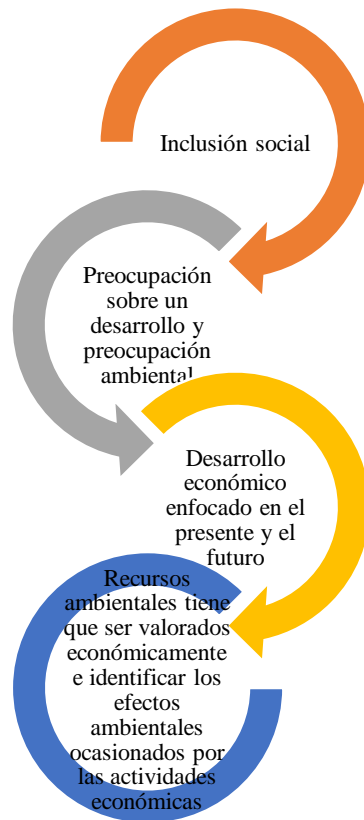 Inclusión social
Preocupación
sobre un
desarrollo y
preocupación
ambiental
Desarrollo
económico
enfocado en el
presente y el
futuro
Recursos
ambientales tiene
que ser valorados
económicamente
e identificar los
efectos
ambientales
ocasionados por
las actividades
económicas